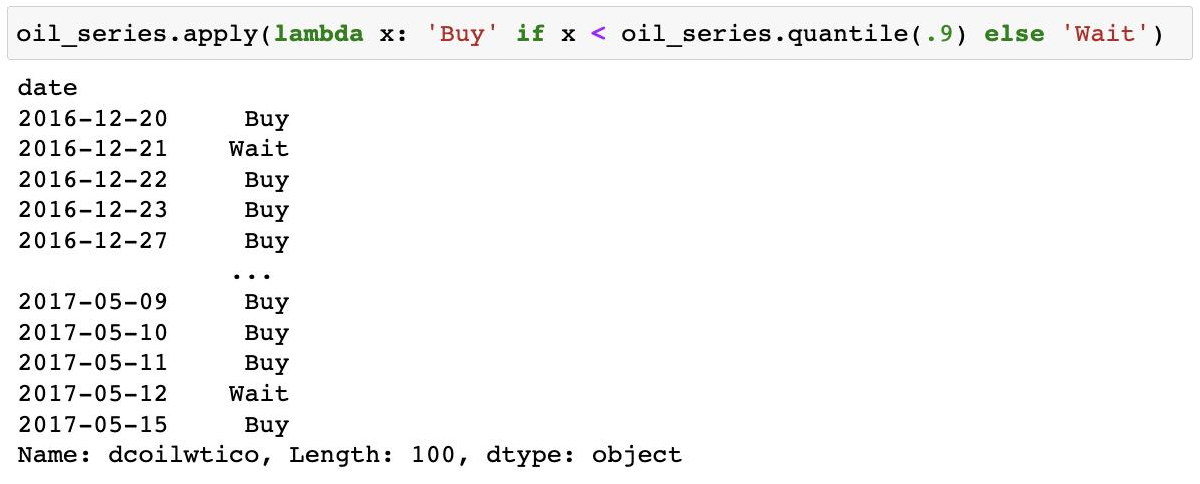 oil_series.apply(lambda x: 'Buy' if x < oil_series.quantile(.9) else 'Wait')
date
2016-12-20     Buy
2016-12-21    Wait
2016-12-22     Buy
2016-12-23     Buy
2016-12-27     Buy
              ...
2017-05-09     Buy
2017-05-10     Buy
2017-05-11     Buy
2017-05-12    Wait
2017-05-15     Buy
Name: dcoilwtico, Length: 100, dtype: object